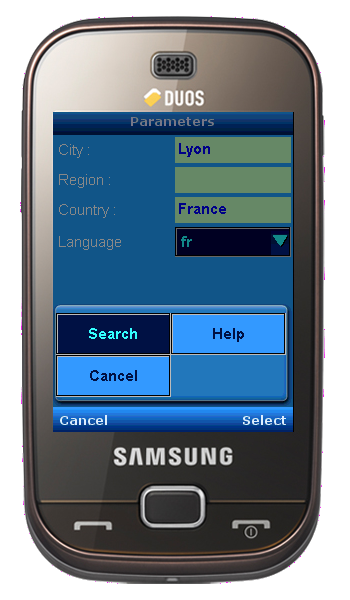 DUOS
Parameters
City : Lyon
Region :
Country : France
Language fr
Search Help
Cancel
Cancel Select
SAMSUNG